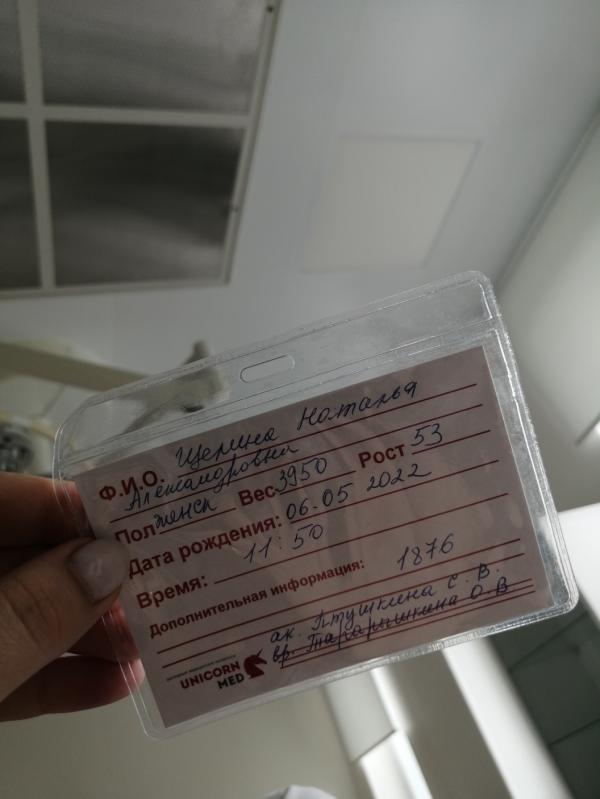 Ф.И.О. Щерина Наталья
Александровна
Пол женск Вес 3950 Рост 53
Дата рождения: 06.05 2022
Время: 11:50
Дополнительная информация: 1876
ак. Птушкина С. В.
вр. О. В
UNICORN
MED